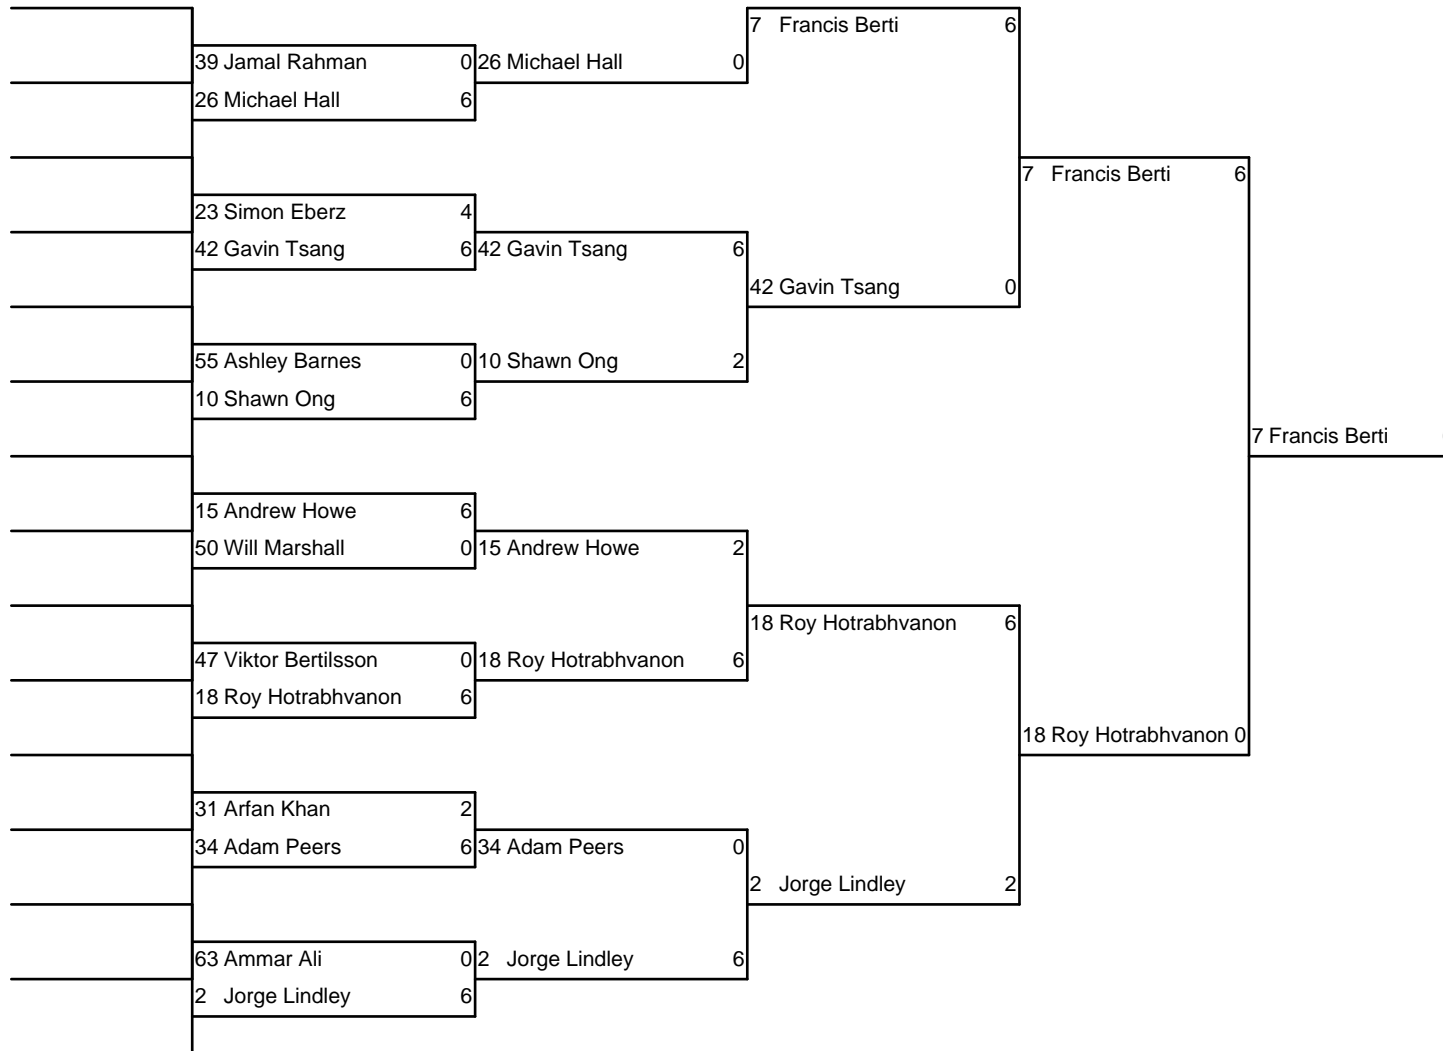 7 Francis Berti 6
39 Jamal Rahman 0 26 Michael Hall 0
26 Michael Hall 6
7 Francis Berti 6
23 Simon Eberz 4
42 Gavin Tsang 6 42 Gavin Tsang 6
42 Gavin Tsang 0
55 Ashley Barnes 0 10 Shawn Ong 2
10 Shawn Ong 6
7 Francis Berti
15 Andrew Howe 6
50 Will Marshall 0 15 Andrew Howe 2
18 Roy Hotrabhvanon 6
47 Viktor Bertilsson 0 18 Roy Hotrabhvanon 6
18 Roy Hotrabhvanon 6
18 Roy Hotrabhvanon 0
31 Arfan Khan 2
34 Adam Peers 6 34 Adam Peers 0
2 Jorge Lindley 2
63 Ammar Ali 0 2 Jorge Lindley 6
2 Jorge Lindley 6